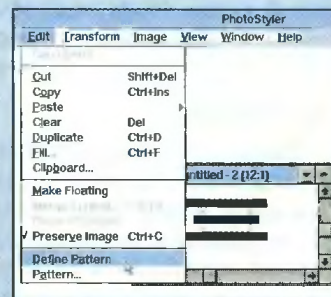 PhotoStyler
Edit Transform Image View Window Help
Cut Shift+Del
Copy Ctrl+Ins
Paste
Clear Del
Duplicate Ctrl+D
Fill... Ctrl+F
Clipboard...
ntitled - 2 (12:1)
Make Floating
√ Preserve Image Ctrl+C
Define Pattern
Pattern...